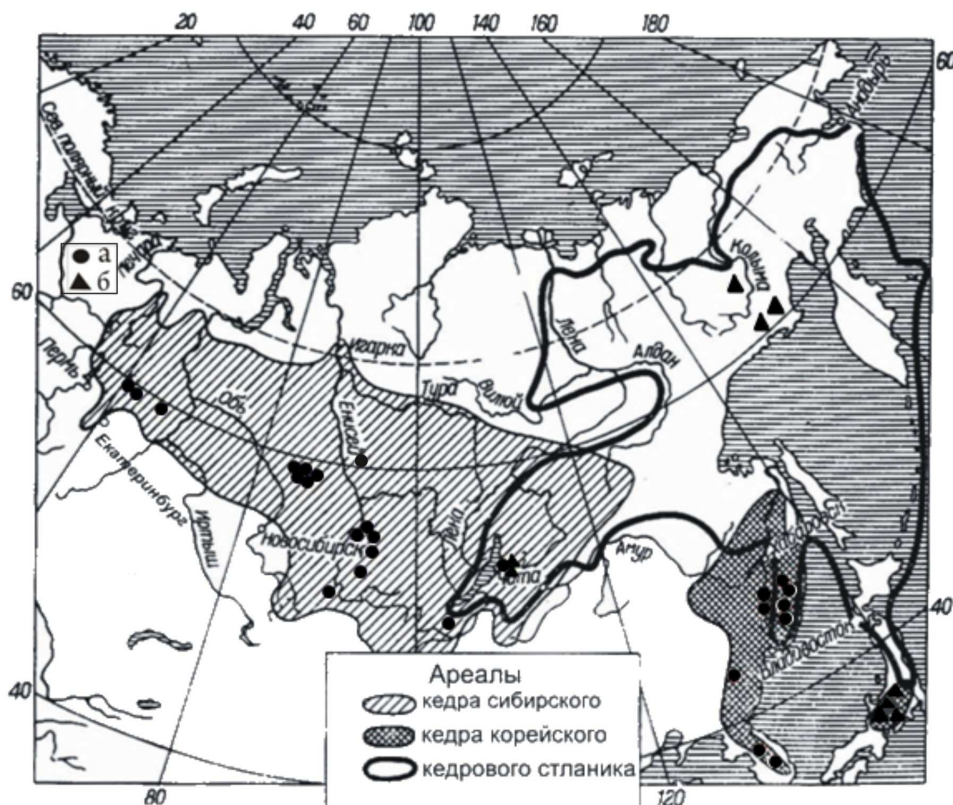 20 40 60 100 140 160 180
60
Анадырь
Сев. полярный круг
а
б
Печора
Колыма
60
Игарка
Лена
Алдан
Пермь
Тура
Вилюй
Обь
Енисей
Екатеринбург
Иртыш
Новосибирск
Лена
Чита
Амур
Хабаровск
Владивосток
40
40
Ареалы
кедра сибирского
кедра корейского
кедрового стланика
80
120